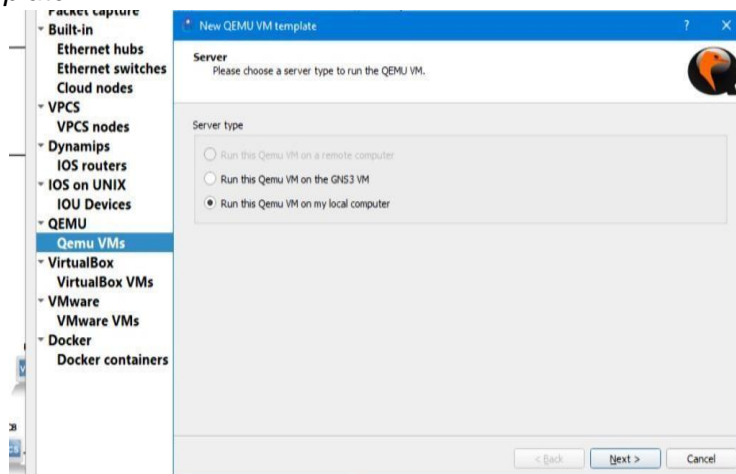 Packet capture
Built-in
Ethernet hubs
Ethernet switches
Cloud nodes
VPCS
VPCS nodes
Dynamips
IOS routers
IOS on UNIX
IOU Devices
QEMU
Qemu VMs
VirtualBox
VirtualBox VMs
VMware
VMware VMs
Docker
Docker containers
New QEMU VM template
Server
Please choose a server type to run the QEMU VM.
Server type
Run this Qemu VM on a remote computer
Run this Qemu VM on the GNS3 VM
Run this Qemu VM on my local computer
< Back
Next >
Cancel